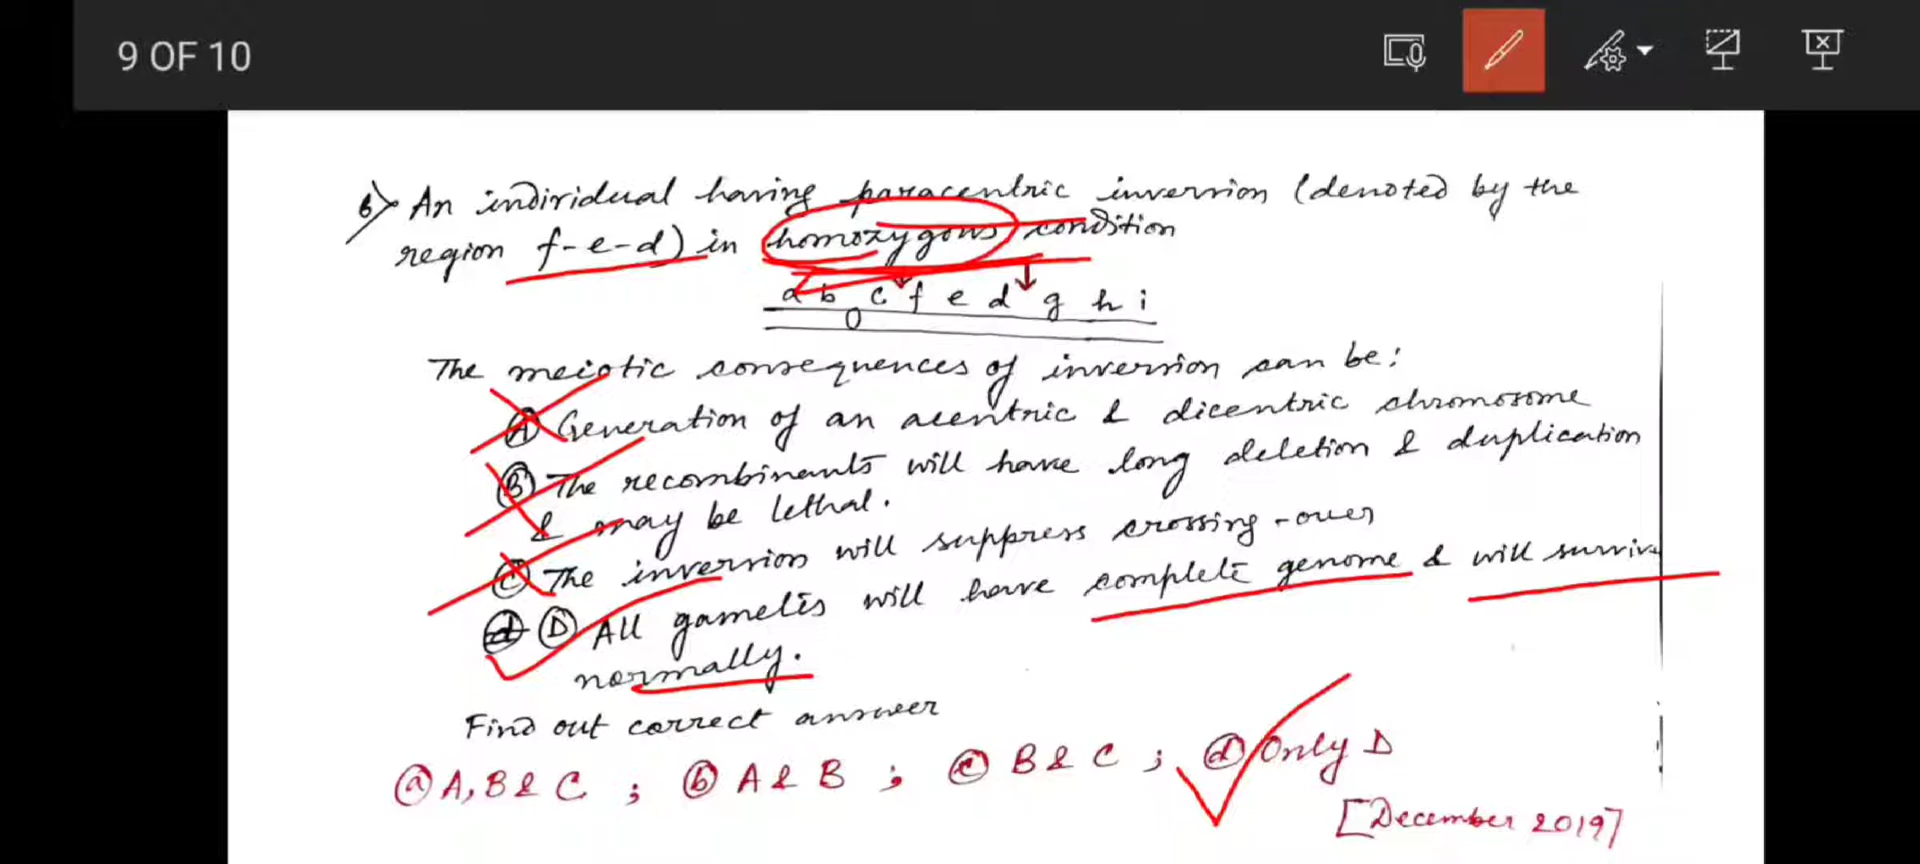 9 OF 10
6> An individual having paracentric inversion (denoted by the
region f-e-d) in homozygous condition
a b c f e d g h i
The meiotic consequences of inversion can be:
Ⓐ Generation of an acentric & dicentric chromosome
Ⓑ The recombinants will have long deletion & duplication
& may be lethal.
Ⓒ The inversion will suppress crossing-over
ⓓ Ⓓ All gametes will have complete genome & will survive
normally.
Find out correct answer
ⓐ A, B & C ; ⓑ A & B ; ⓒ B & C ; ⓓ Only D
[December 2019]